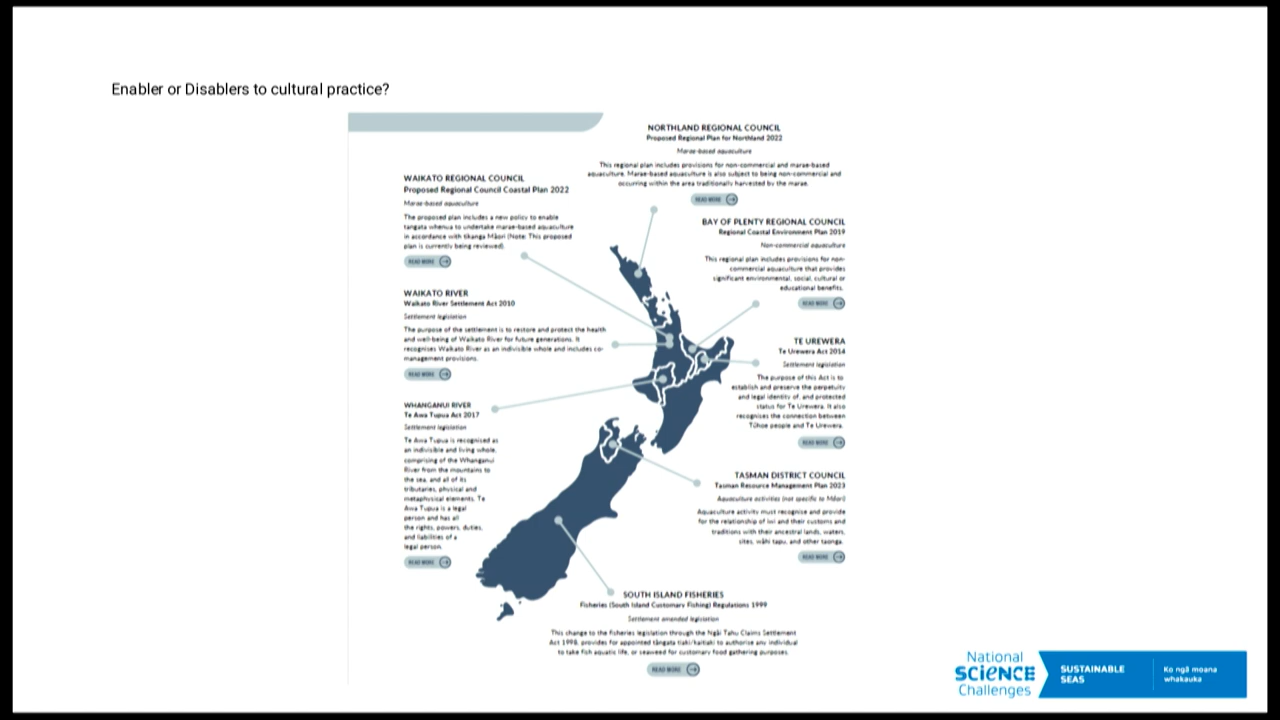 Enabler or Disablers to cultural practice?
NORTHLAND REGIONAL COUNCIL
Proposed Regional Plan for Northland 2022
Marae-based aquaculture
This regional plan includes provisions for non-commercial and marae-based
aquaculture. Marae-based aquaculture is also subject to being non-commercial and
occurring within the area traditionally harvested by the marae.
READ MORE
WAIKATO REGIONAL COUNCIL
Proposed Regional Council Coastal Plan 2022
Marae-based aquaculture
The proposed plan includes a new policy to enable
tangata whenua to undertake marae-based aquaculture
in accordance with tikanga Māori (Note: This proposed
plan is currently being reviewed).
READ MORE
BAY OF PLENTY REGIONAL COUNCIL
Regional Coastal Environment Plan 2019
Non-commercial aquaculture
This regional plan includes provisions for non-
commercial aquaculture that provides
significant environmental, social, cultural or
educational benefits.
READ MORE
WAIKATO RIVER
Waikato River Settlement Act 2010
Settlement legislation
The purpose of the settlement is to restore and protect the health
and well-being of Waikato River for future generations. It
recognises Waikato River as an indivisible whole and includes co-
management provisions.
READ MORE
TE UREWERA
Te Urewera Act 2014
Settlement legislation
The purpose of this Act is to
establish and preserve the perpetuity
and legal identity of, and protected
status for Te Urewera. It also
recognises the connection between
Tūhoe people and Te Urewera.
READ MORE
WHANGANUI RIVER
Te Awa Tupua Act 2017
Settlement legislation
Te Awa Tupua is recognised as
an indivisible and living whole,
comprising of the Whanganui
River from the mountains to
the sea, and all of its
tributaries, physical and
metaphysical elements. Te
Awa Tupua is a legal
person and has all
the rights, powers, duties,
and liabilities of a
legal person.
READ MORE
TASMAN DISTRICT COUNCIL
Tasman Resource Management Plan 2023
Aquaculture activities (not specific to Māori)
Aquaculture activity must recognise and provide
for the relationship of iwi and their customs and
traditions with their ancestral lands, waters,
sites, wāhi tapu, and other taonga.
READ MORE
SOUTH ISLAND FISHERIES
Fisheries (South Island Customary Fishing) Regulations 1999
Settlement amended legislation
This change to the fisheries legislation through the Ngāi Tahu Claims Settlement
Act 1998, provides for appointed tāngata tiaki/kaitiaki to authorise any individual
to take fish aquatic life, or seaweed for customary food gathering purposes.
READ MORE
National
SCIENCE
Challenges
SUSTAINABLE
SEAS
Ko ngā moana
whakauka